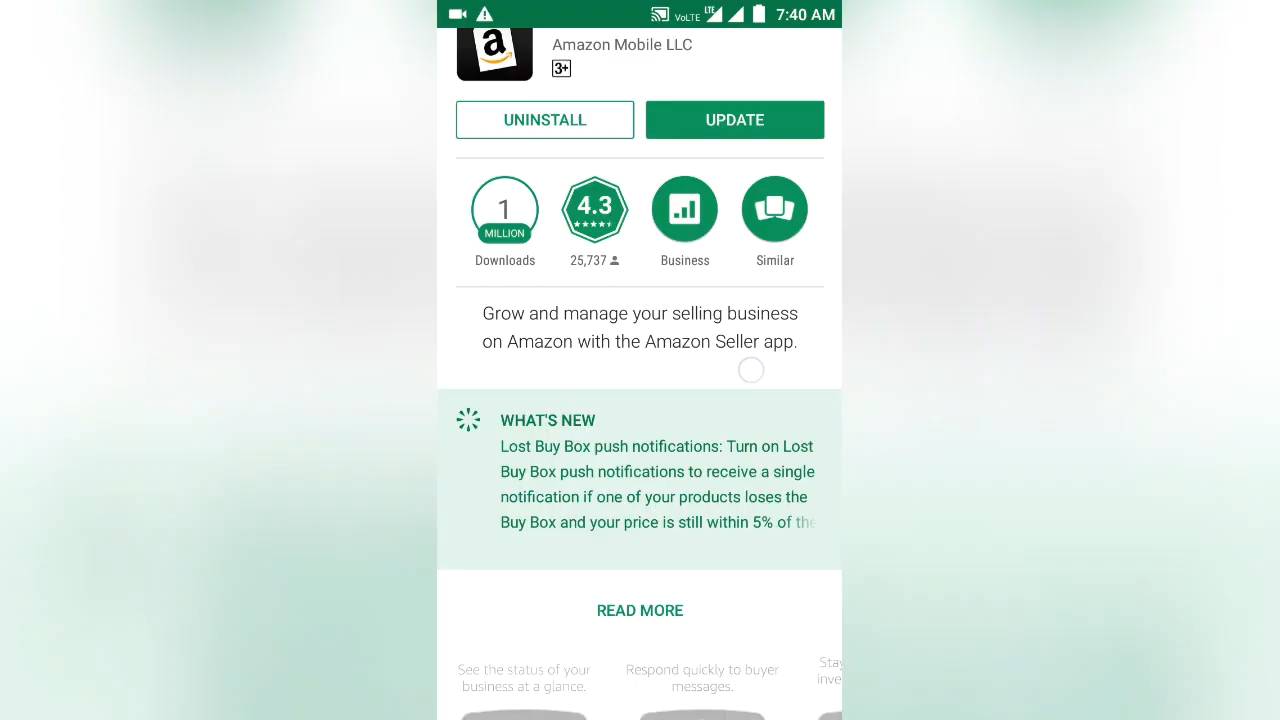 VoLTE LTE 7:40 AM
a
Amazon Mobile LLC
3+
UNINSTALL UPDATE
1 MILLION 4.3
Downloads 25,737 Business Similar
Grow and manage your selling business
on Amazon with the Amazon Seller app.
WHAT'S NEW
Lost Buy Box push notifications: Turn on Lost
Buy Box push notifications to receive a single
notification if one of your products loses the
Buy Box and your price is still within 5% of the
READ MORE
See the status of your
business at a glance.
Respond quickly to buyer
messages.
Stay
inve